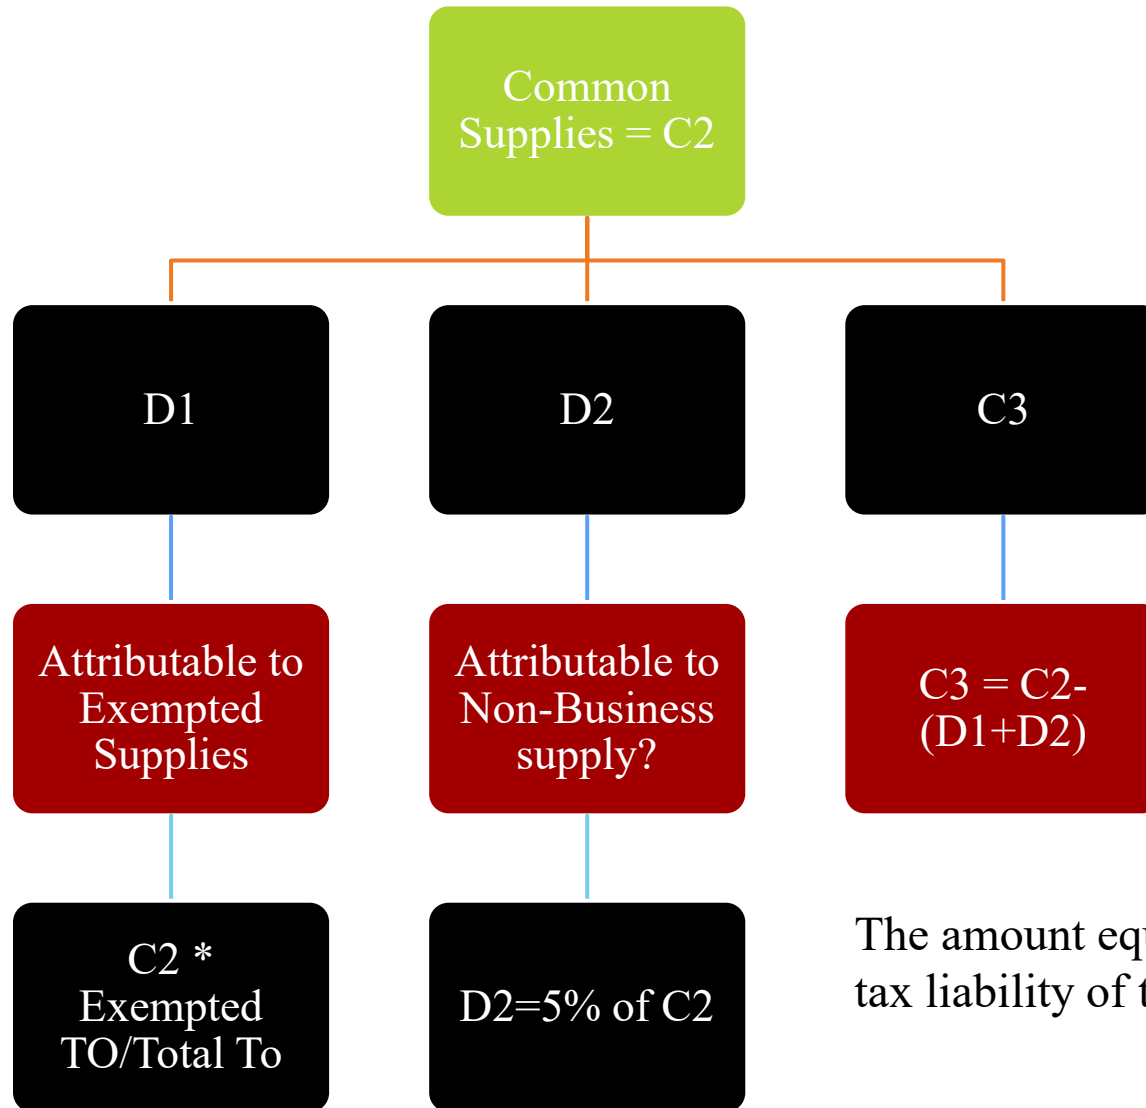 Common
Supplies = C2
D1
D2
C3
Attributable to
Exempted
Supplies
Attributable to
Non-Business
supply?
C3 = C2-
(D1+D2)
C2 *
Exempted
TO/Total To
D2=5% of C2
The amount
tax liability of